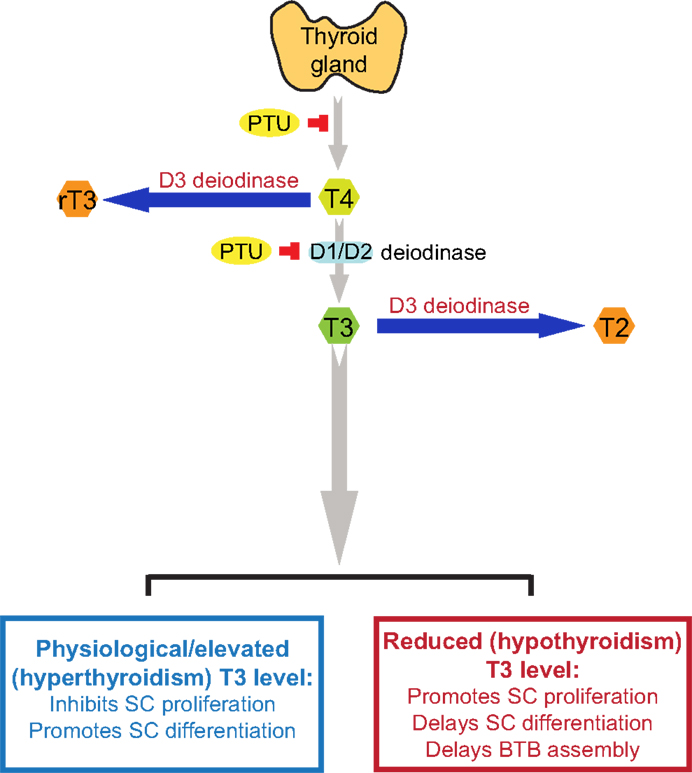 Thyroid
gland
PTU
D3 deiodinase
rT3
T4
PTU
D1/D2 deiodinase
D3 deiodinase
T3
T2
Physiological/elevated
(hyperthyroidism) T3 level:
Inhibits SC proliferation
Promotes SC differentiation
Reduced (hypothyroidism)
T3 level:
Promotes SC proliferation
Delays SC differentiation
Delays BTB assembly